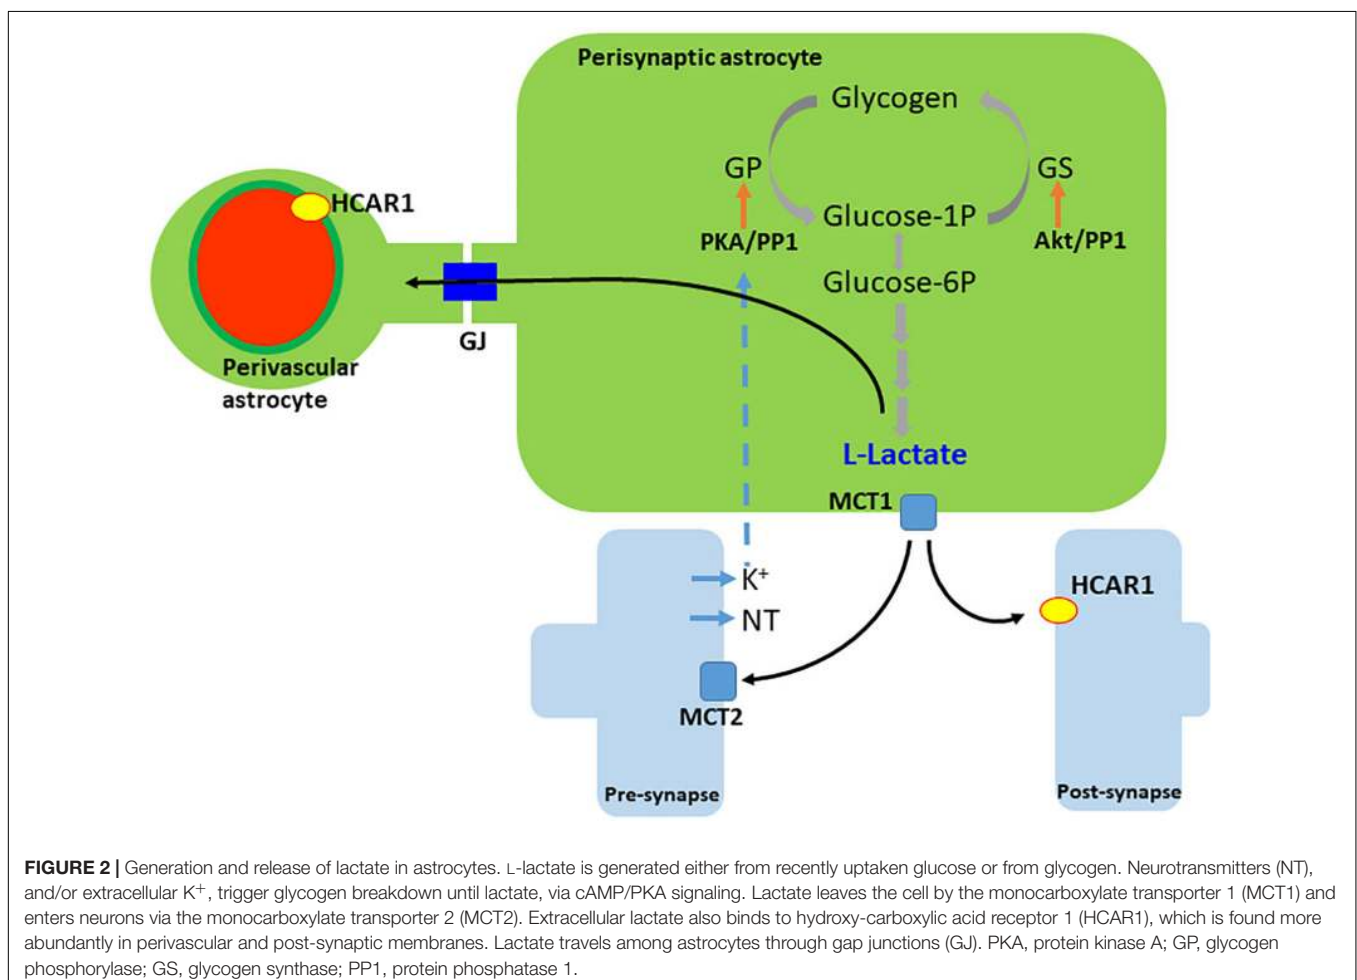 Perisynaptic astrocyte
Glycogen
GP
GS
HCAR1
Glucose-1P
PKA/PP1
Akt/PP1
Glucose-6P
GJ
Perivascular
astrocyte
L-Lactate
MCT1
K+
HCAR1
NT
MCT2
Pre-synapse
Post-synapse
FIGURE 2 | Generation and release of lactate in astrocytes. L-lactate is generated either from recently uptaken glucose or from glycogen. Neurotransmitters (NT),
and/or extracellular K+, trigger glycogen breakdown until lactate, via cAMP/PKA signaling. Lactate leaves the cell by the monocarboxylate transporter 1 (MCT1) and
enters neurons via the monocarboxylate transporter 2 (MCT2). Extracellular lactate also binds to hydroxy-carboxylic acid receptor 1 (HCAR1), which is found more
abundantly in perivascular and post-synaptic membranes. Lactate travels among astrocytes through gap junctions (GJ). PKA, protein kinase A; GP, glycogen
phosphorylase; GS, glycogen synthase; PP1, protein phosphatase 1.